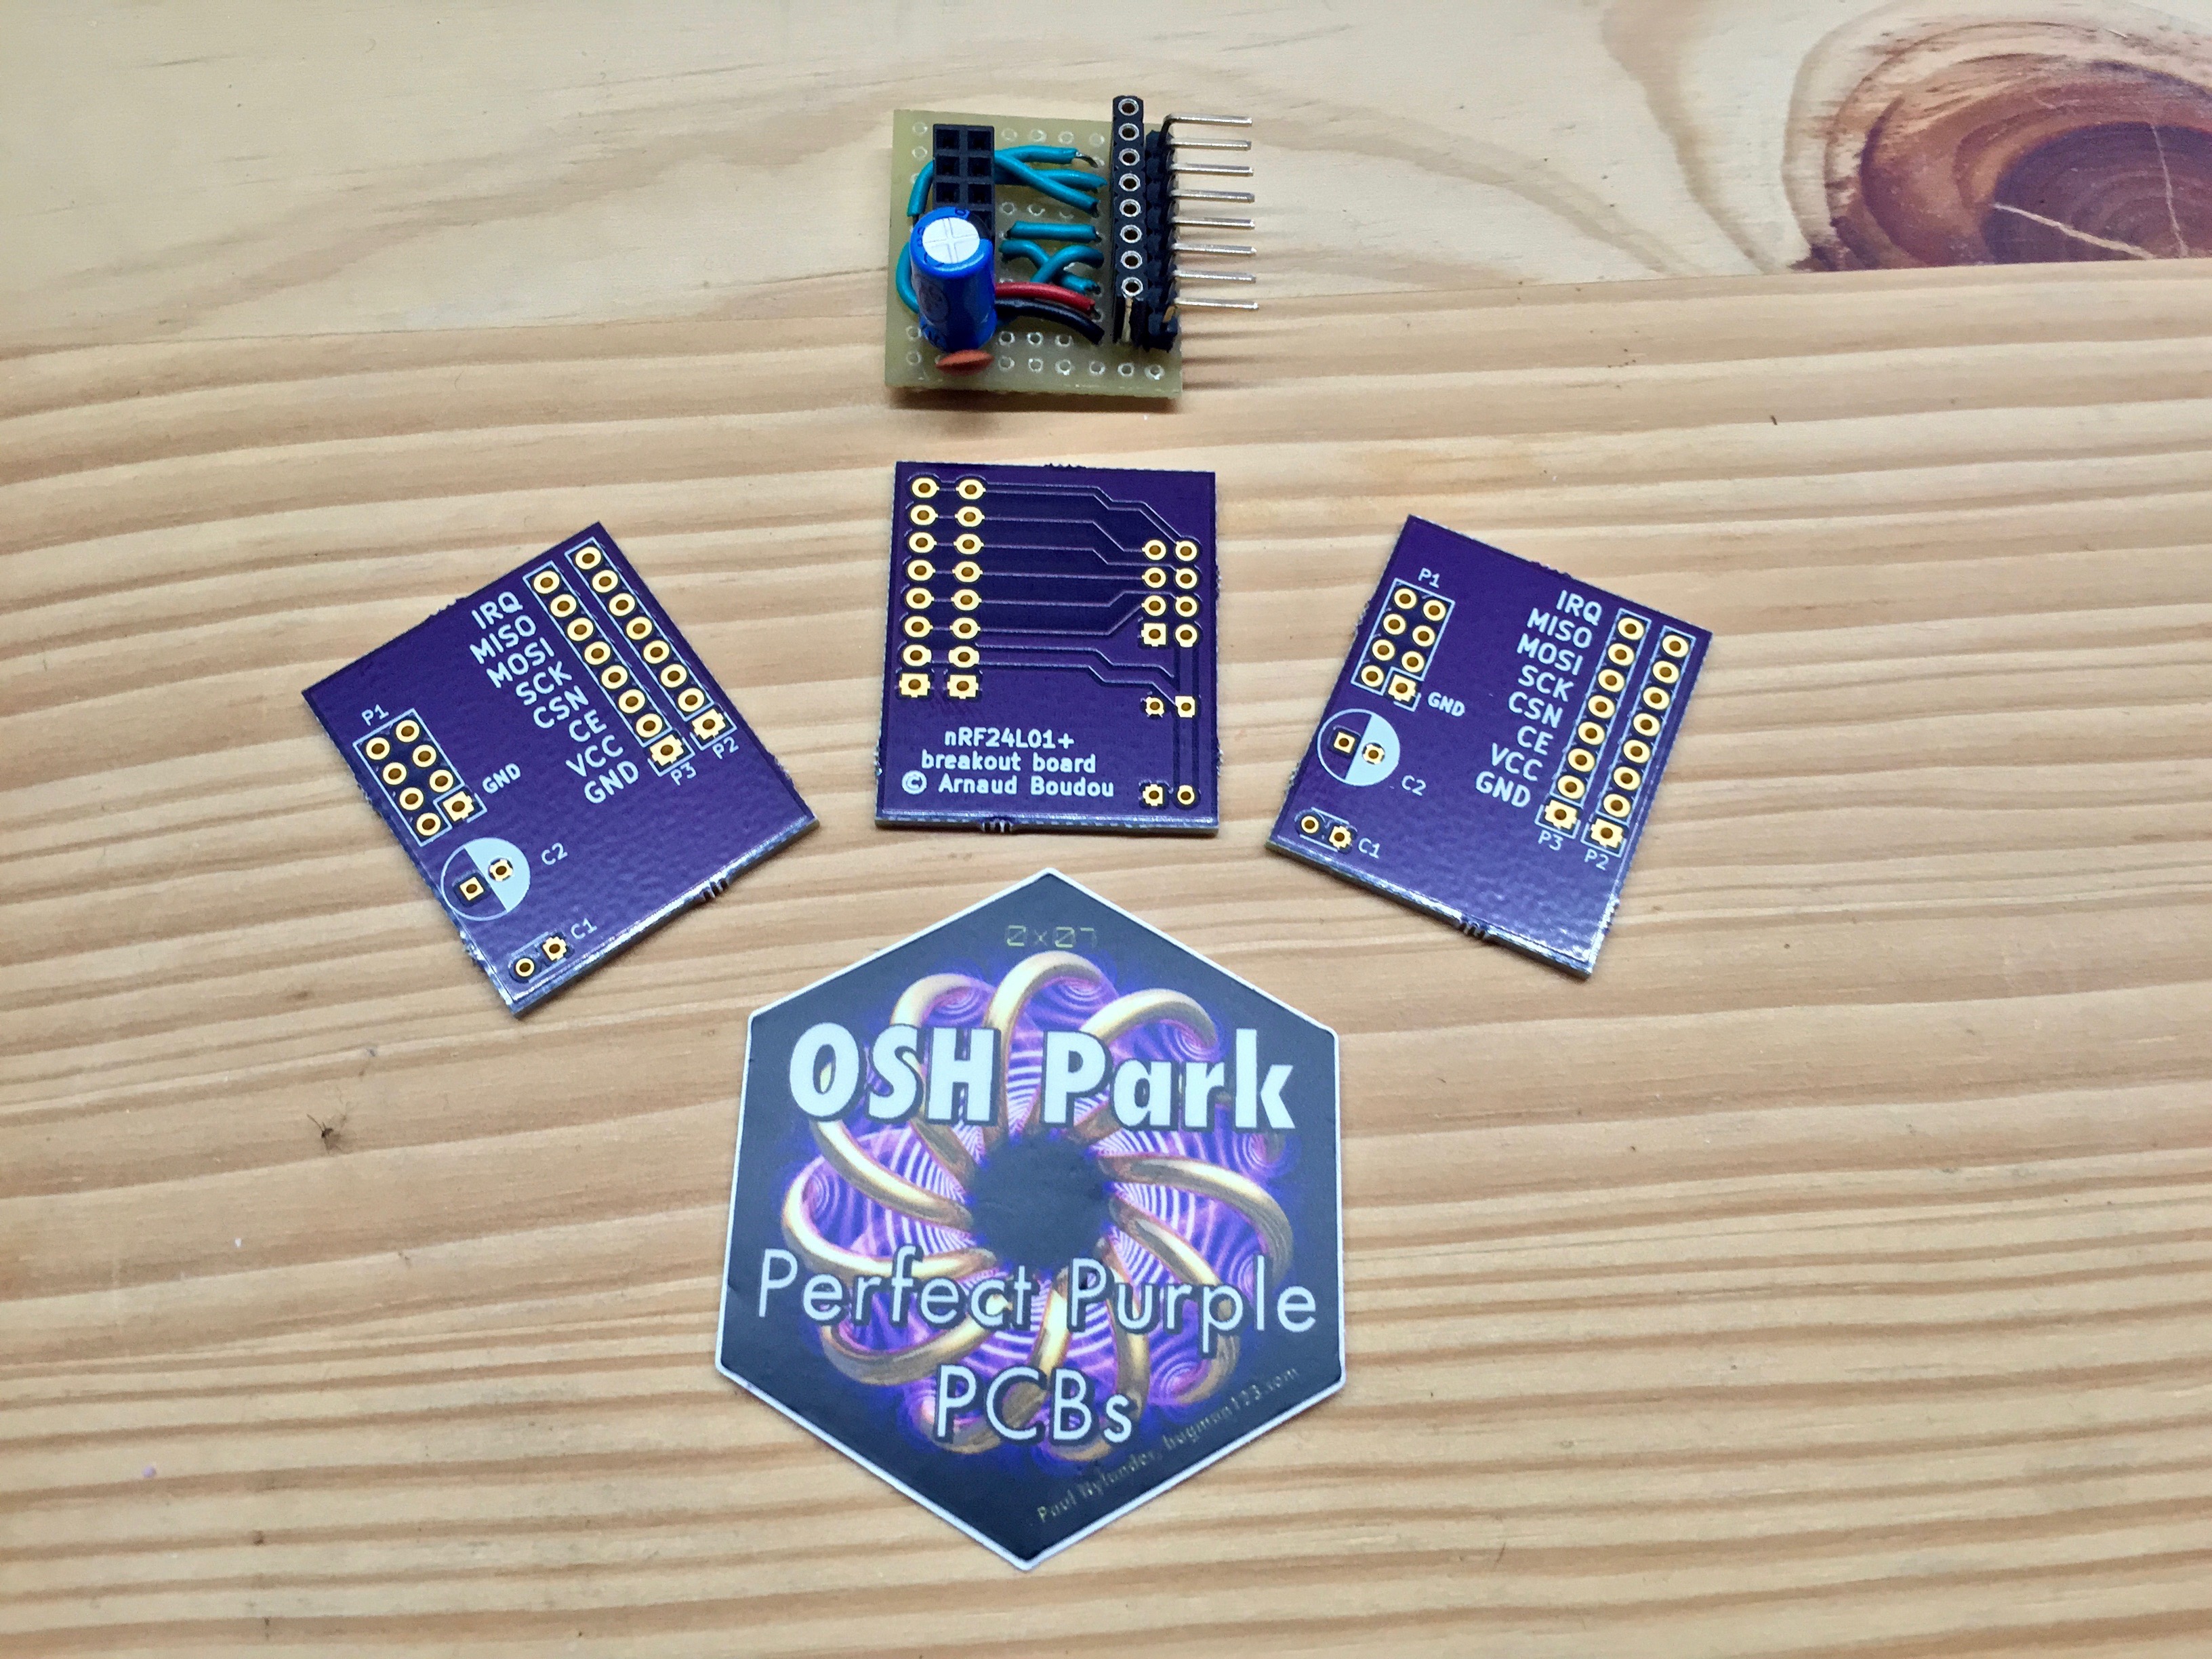 IRQ
MISO
MOSI
SCK
CSN
CE
VCC
GND
P1
GND
P3
P2
C2
C1
nRF24L01+
breakout board
© Arnaud Boudou
P1
IRQ
MISO
MOSI
SCK
CSN
CE
VCC
GND
GND
C2
C1
P3
P2
0x07
OSH Park
Perfect Purple
PCBs
Paul Nylander, bugman123.com